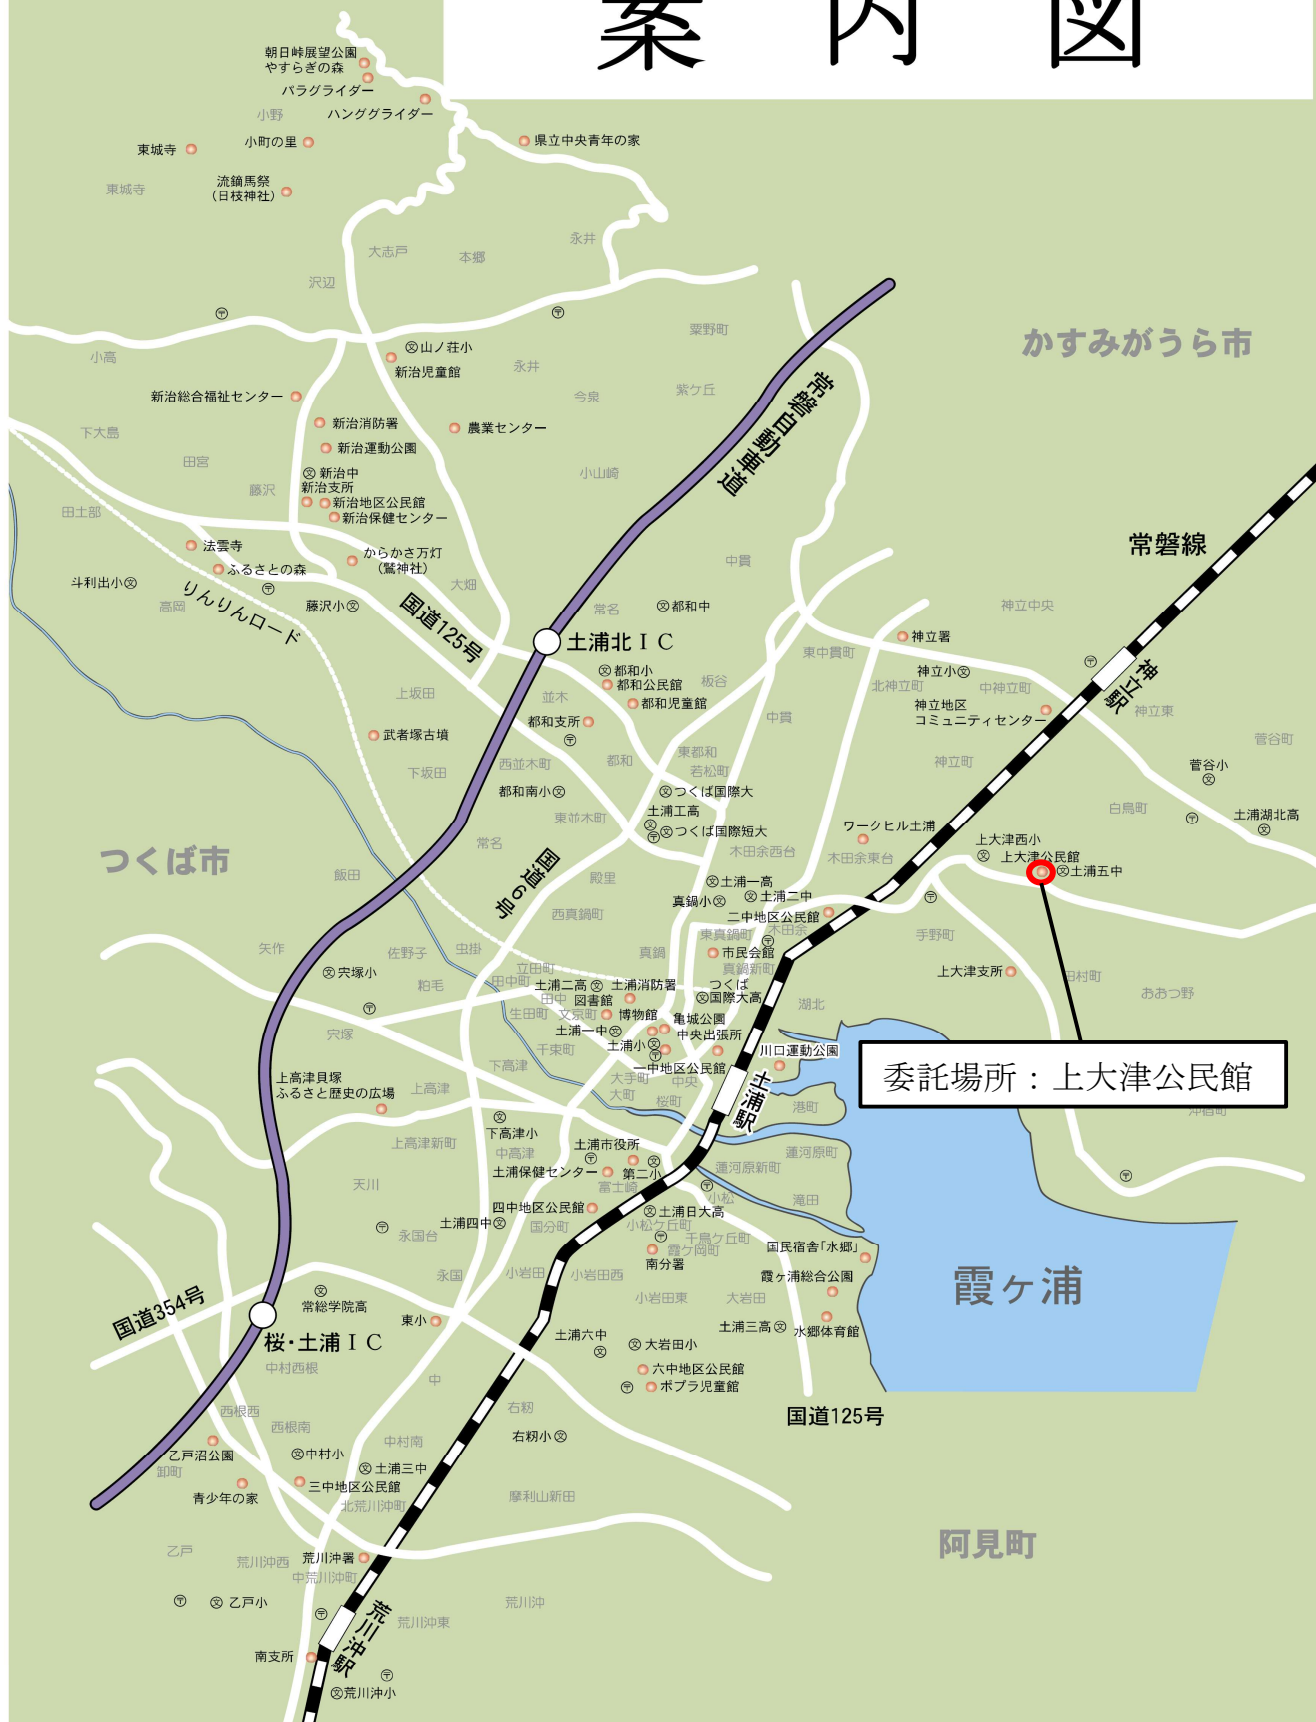 案内図
朝日峠展望公園
やすらぎの森
パラグライダー
小野
ハンググライダー
東城寺
小町の里
県立中央青年の家
東城寺
流鏑馬祭
（日枝神社）
大志戸
本郷
永井
沢辺
粟野町
かすみがうら市
小高
山ノ荘小
新治児童館
永井
新治総合福祉センター
今泉
紫ケ丘
常磐自動車道
下大島
新治消防署
農業センター
新治運動公園
田宮
小山崎
新治中
藤沢
新治支所
新治地区公民館
新治保健センター
田土部
常磐線
法雲寺
からかさ万灯
（鷲神社）
中貫
ふるさとの森
斗利出小
大畑
高岡
りんりんロード
藤沢小
国道125号
常名
都和中
神立中央
土浦北ＩＣ
神立署
東中貫町
神立小
神立駅
都和小
都和公民館
板谷
北神立町
中神立町
上坂田
並木
都和児童館
神立地区
コミュニティセンター
神立東
中貫
都和支所
武者塚古墳
菅谷町
東都和
下坂田
西並木町
都和
若松町
神立町
菅谷小
都和南小
つくば国際大
白鳥町
東並木町
土浦工高
土浦湖北高
つくば国際短大
ワークヒル土浦
常名
上大津西小
つくば市
国道6号
木田余西台
木田余東台
上大津公民館
飯田
殿里
土浦一高
土浦五中
真鍋小
土浦二中
西真鍋町
二中地区公民館
東真鍋町
木田余
手野町
矢作
佐野子
虫掛
真鍋
市民会館
穴塚小
立田町
真鍋新町
上大津支所
田村町
粕毛
田中町
土浦二高
土浦消防署
つくば
国際大高
おおつ野
田中
図書館
湖北
生田町
文京町
博物館
亀城公園
穴塚
土浦一中
中央出張所
千束町
土浦小
川口運動公園
下高津
一中地区公民館
委託場所：上大津公民館
上高津貝塚
ふるさと歴史の広場
上高津
大手町
中央
土浦駅
大町
桜町
港町
沖宿町
下高津小
上高津新町
中高津
土浦市役所
蓮河原町
土浦保健センター
第二小
蓮河原新町
天川
富士崎
小松
滝田
四中地区公民館
土浦日大高
土浦四中
国分町
小松ケ丘町
永国台
千鳥ケ丘町
霞ケ岡町
国民宿舎「水郷」
南分署
永国
小岩田
小岩田西
霞ヶ浦総合公園
霞ヶ浦
国道354号
常総学院高
小岩田東
大岩田
東小
土浦三高
水郷体育館
桜・土浦ＩＣ
土浦六中
大岩田小
中村西根
六中地区公民館
中
ポプラ児童館
西根西
右籾
国道125号
西根南
右籾小
中村南
乙戸沼公園
中村小
卸町
土浦三中
青少年の家
三中地区公民館
北荒川沖町
摩利山新田
阿見町
乙戸
荒川沖西
荒川沖署
中荒川沖町
乙戸小
荒川沖駅
荒川沖東
荒川沖
南支所
荒川沖小